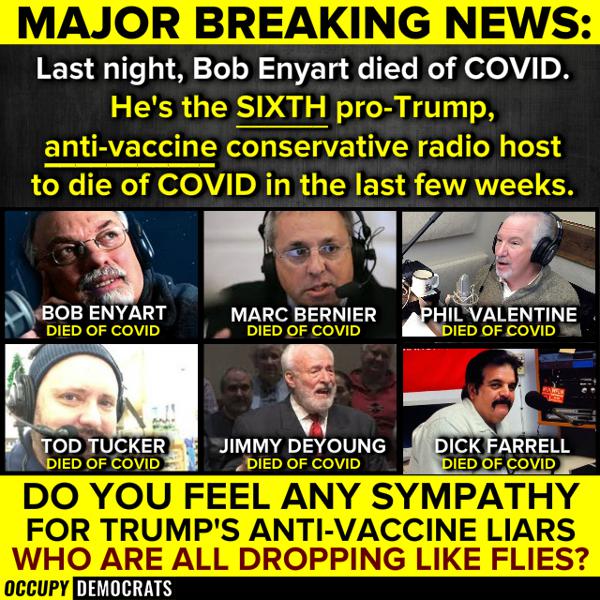 MAJOR BREAKING NEWS:
Last night, Bob Enyart died of COVID.
He's the SIXTH pro-Trump,
anti-vaccine conservative radio host
to die of COVID in the last few weeks.
BOB ENYART
DIED OF COVID
MARC BERNIER
DIED OF COVID
PHIL VALENTINE
DIED OF COVID
TOD TUCKER
DIED OF COVID
JIMMY DEYOUNG
DIED OF COVID
DICK FARRELL
DIED OF COVID
DO YOU FEEL ANY SYMPATHY
FOR TRUMP'S ANTI-VACCINE LIARS
WHO ARE ALL DROPPING LIKE FLIES?
OCCUPY DEMOCRATS